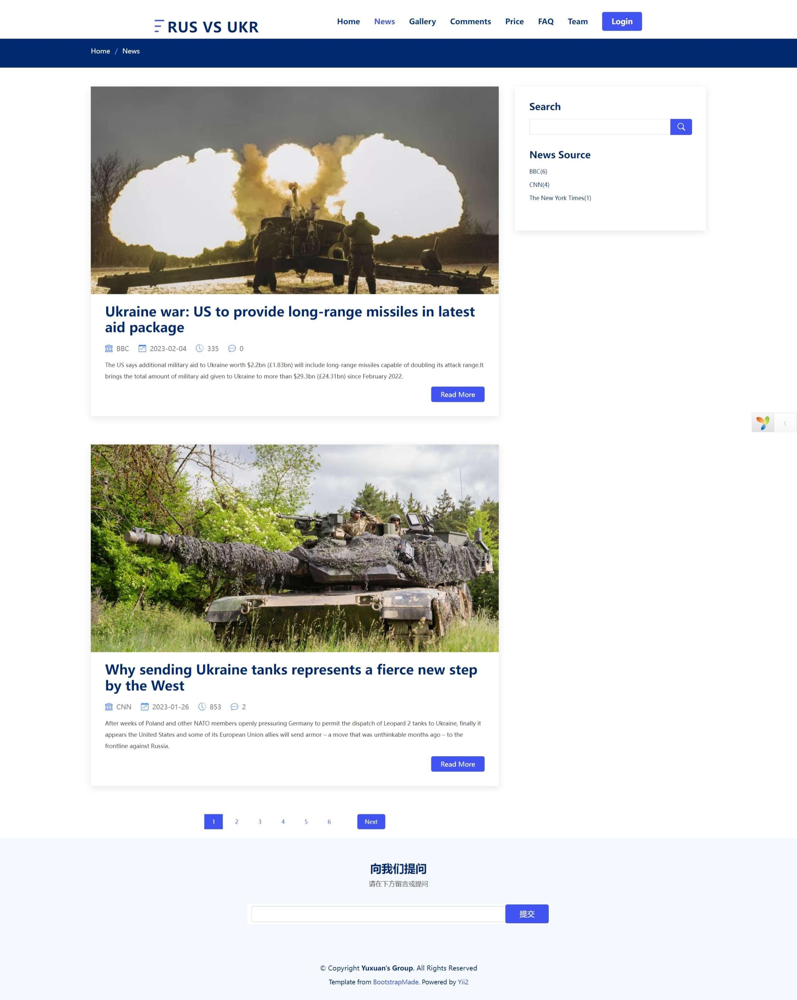 RUS VS UKR
Home News Gallery Comments Price FAQ Team Login
Home / News
Search
News Source
BBC(6)
CNN(4)
The New York Times(1)
Ukraine war: US to provide long-range missiles in latest
aid package
BBC 2023-02-04 335 0
The US says additional military aid to Ukraine worth $2.2bn (£1.83bn) will include long-range missiles capable of doubling its attack range.It
brings the total amount of military aid given to Ukraine to more than $29.3bn (£24.31bn) since February 2022.
Read More
Why sending Ukraine tanks represents a fierce new step
by the West
CNN 2023-01-26 853 2
After weeks of Poland and other NATO members openly pressuring Germany to permit the dispatch of Leopard 2 tanks to Ukraine, finally it
appears the United States and some of its European Union allies will send armor – a move that was unthinkable months ago – to the
frontline against Russia.
Read More
1 2 3 4 5 6 Next
向我们提问
请在下方留言或提问
提交
© Copyright Yuxuan's Group. All Rights Reserved
Template from BootstrapMade. Powered by Yii2